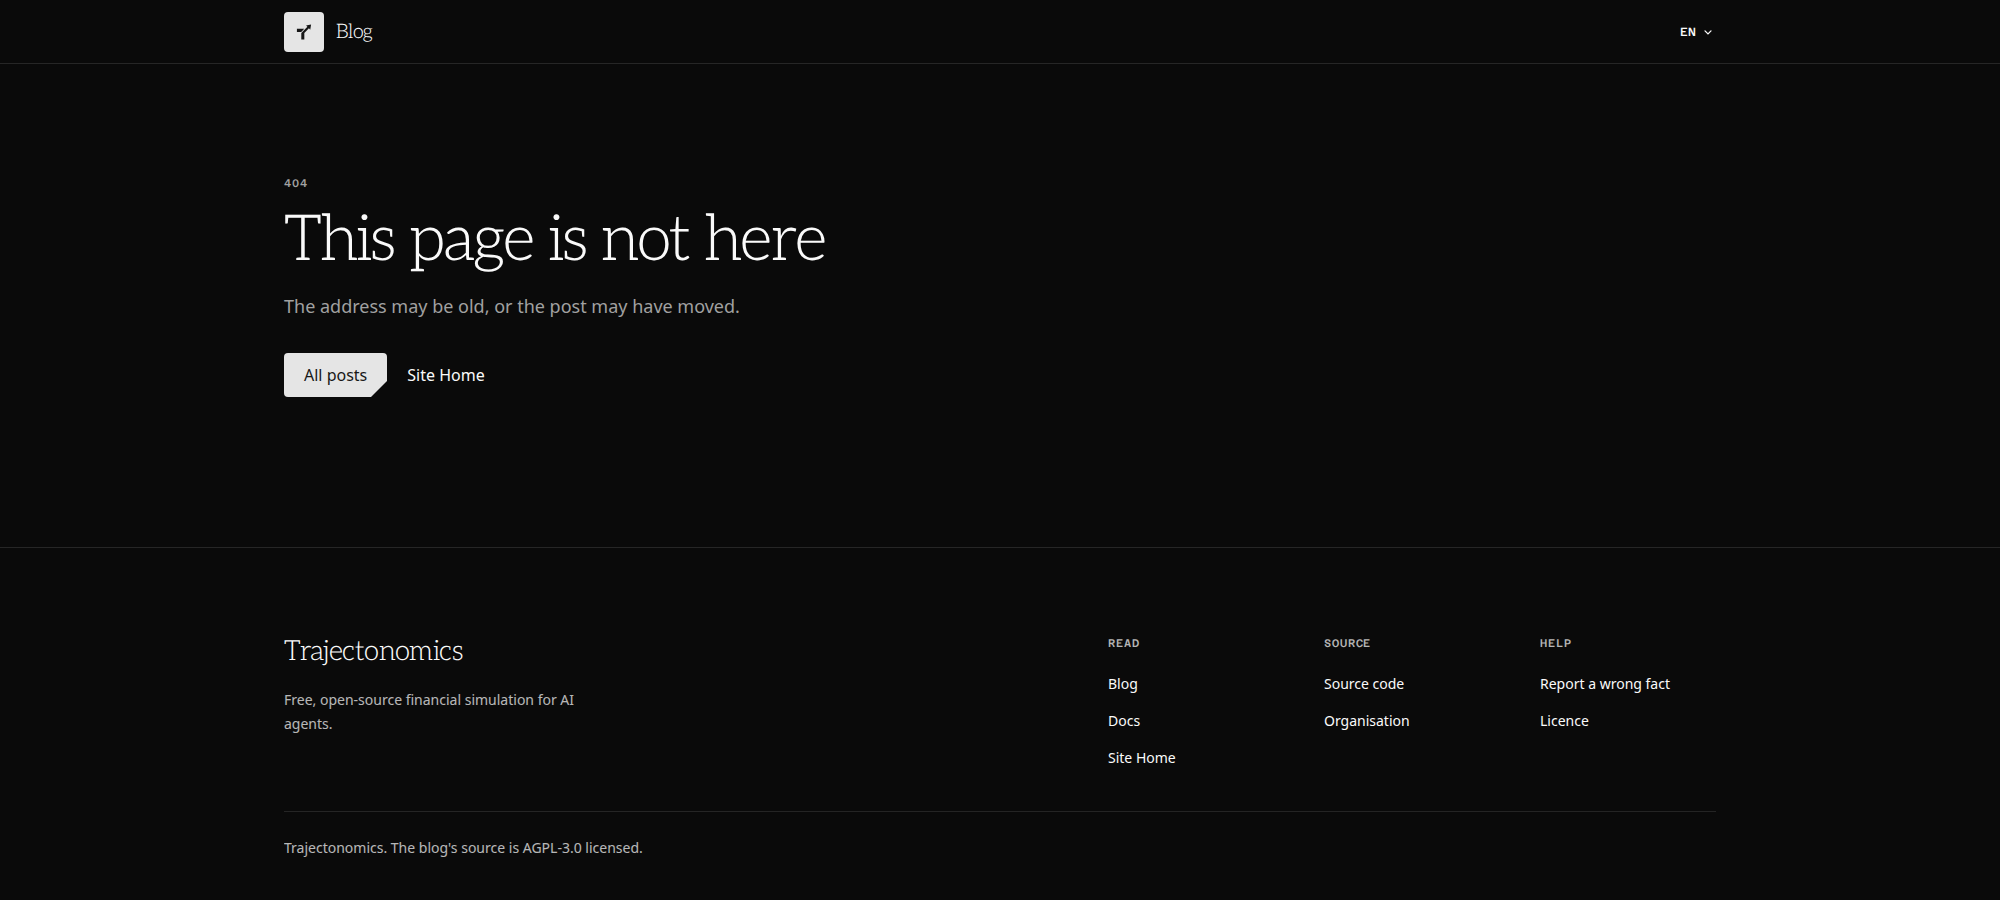 Blog
EN
404
This page is not here
The address may be old, or the post may have moved.
All posts
Site Home
Trajectonomics
Free, open-source financial simulation for AI
agents.
READ
Blog
Docs
Site Home
SOURCE
Source code
Organisation
HELP
Report a wrong fact
Licence
Trajectonomics. The blog's source is AGPL-3.0 licensed.